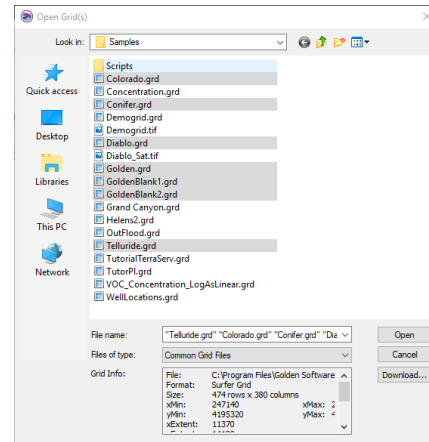 Open Grid(s)
Look in: Samples
Quick access
Desktop
Libraries
This PC
Network
Scripts
Colorado.grd
Concentration.grd
Conifer.grd
Demogrid.grd
Demogrid.tif
Diablo.grd
Diablo_Sat.tif
Golden.grd
GoldenBlank1.grd
GoldenBlank2.grd
Grand Canyon.grd
Helens2.grd
OutFlood.grd
Telluride.grd
TutorialTerraServ.grd
TutorPl.grd
VOC_Concentration_LogAsLinear.grd
WellLocations.grd
File name: "Telluride.grd" "Colorado.grd" "Conifer.grd" "Dia Open
Files of type: Common Grid Files Cancel
Grid Info: Download...
File: C:\Program Files\Golden Software
Format: Surfer Grid
Size: 474 rows x 380 columns
xMin: 247140 xMax: 2
yMin: 4195320 yMax: 4
xExtent: 11370